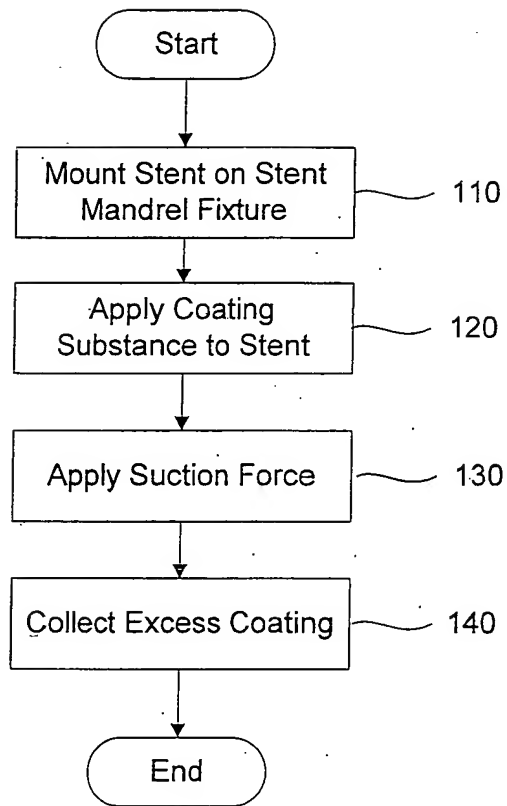 Start
Mount Stent on Stent
Mandrel Fixture
110
Apply Coating
Substance to Stent
120
Apply Suction Force
130
Collect Excess Coating
140
End